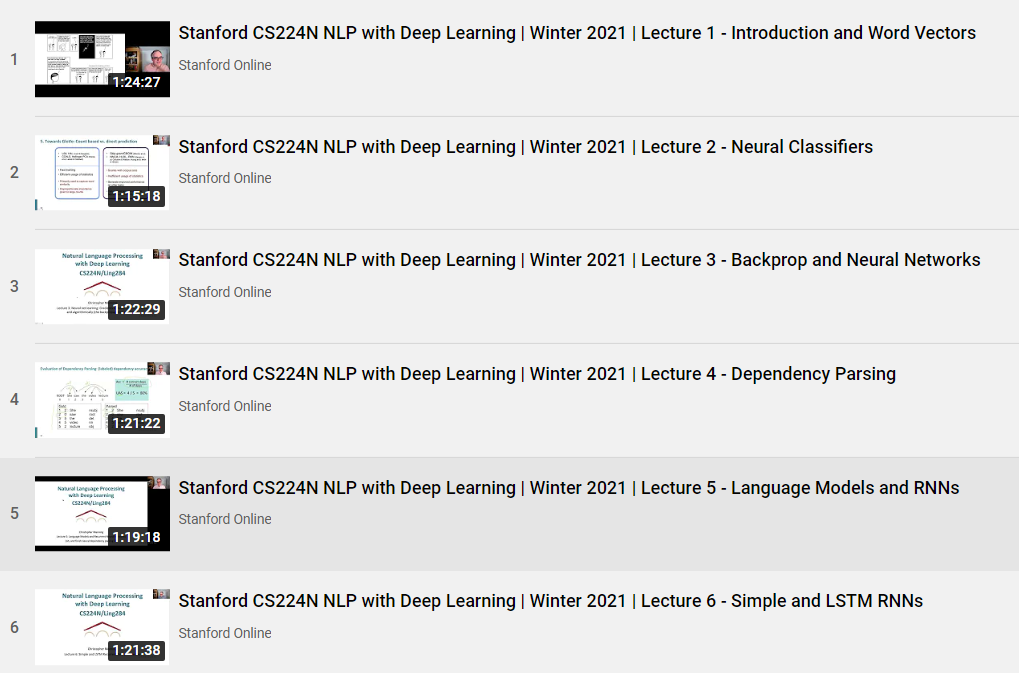 1
1:24:27
Stanford CS224N NLP with Deep Learning | Winter 2021 | Lecture 1 - Introduction and Word Vectors
Stanford Online
2
1:15:18
Stanford CS224N NLP with Deep Learning | Winter 2021 | Lecture 2 - Neural Classifiers
Stanford Online
3
Natural Language Processing
with Deep Learning
CS224N/Ling284
1:22:29
Stanford CS224N NLP with Deep Learning | Winter 2021 | Lecture 3 - Backprop and Neural Networks
Stanford Online
4
1:21:22
Stanford CS224N NLP with Deep Learning | Winter 2021 | Lecture 4 - Dependency Parsing
Stanford Online
5
Natural Language Processing
with Deep Learning
CS224N/Ling284
1:19:18
Stanford CS224N NLP with Deep Learning | Winter 2021 | Lecture 5 - Language Models and RNNs
Stanford Online
6
Natural Language Processing
with Deep Learning
CS224N/Ling284
1:21:38
Stanford CS224N NLP with Deep Learning | Winter 2021 | Lecture 6 - Simple and LSTM RNNs
Stanford Online